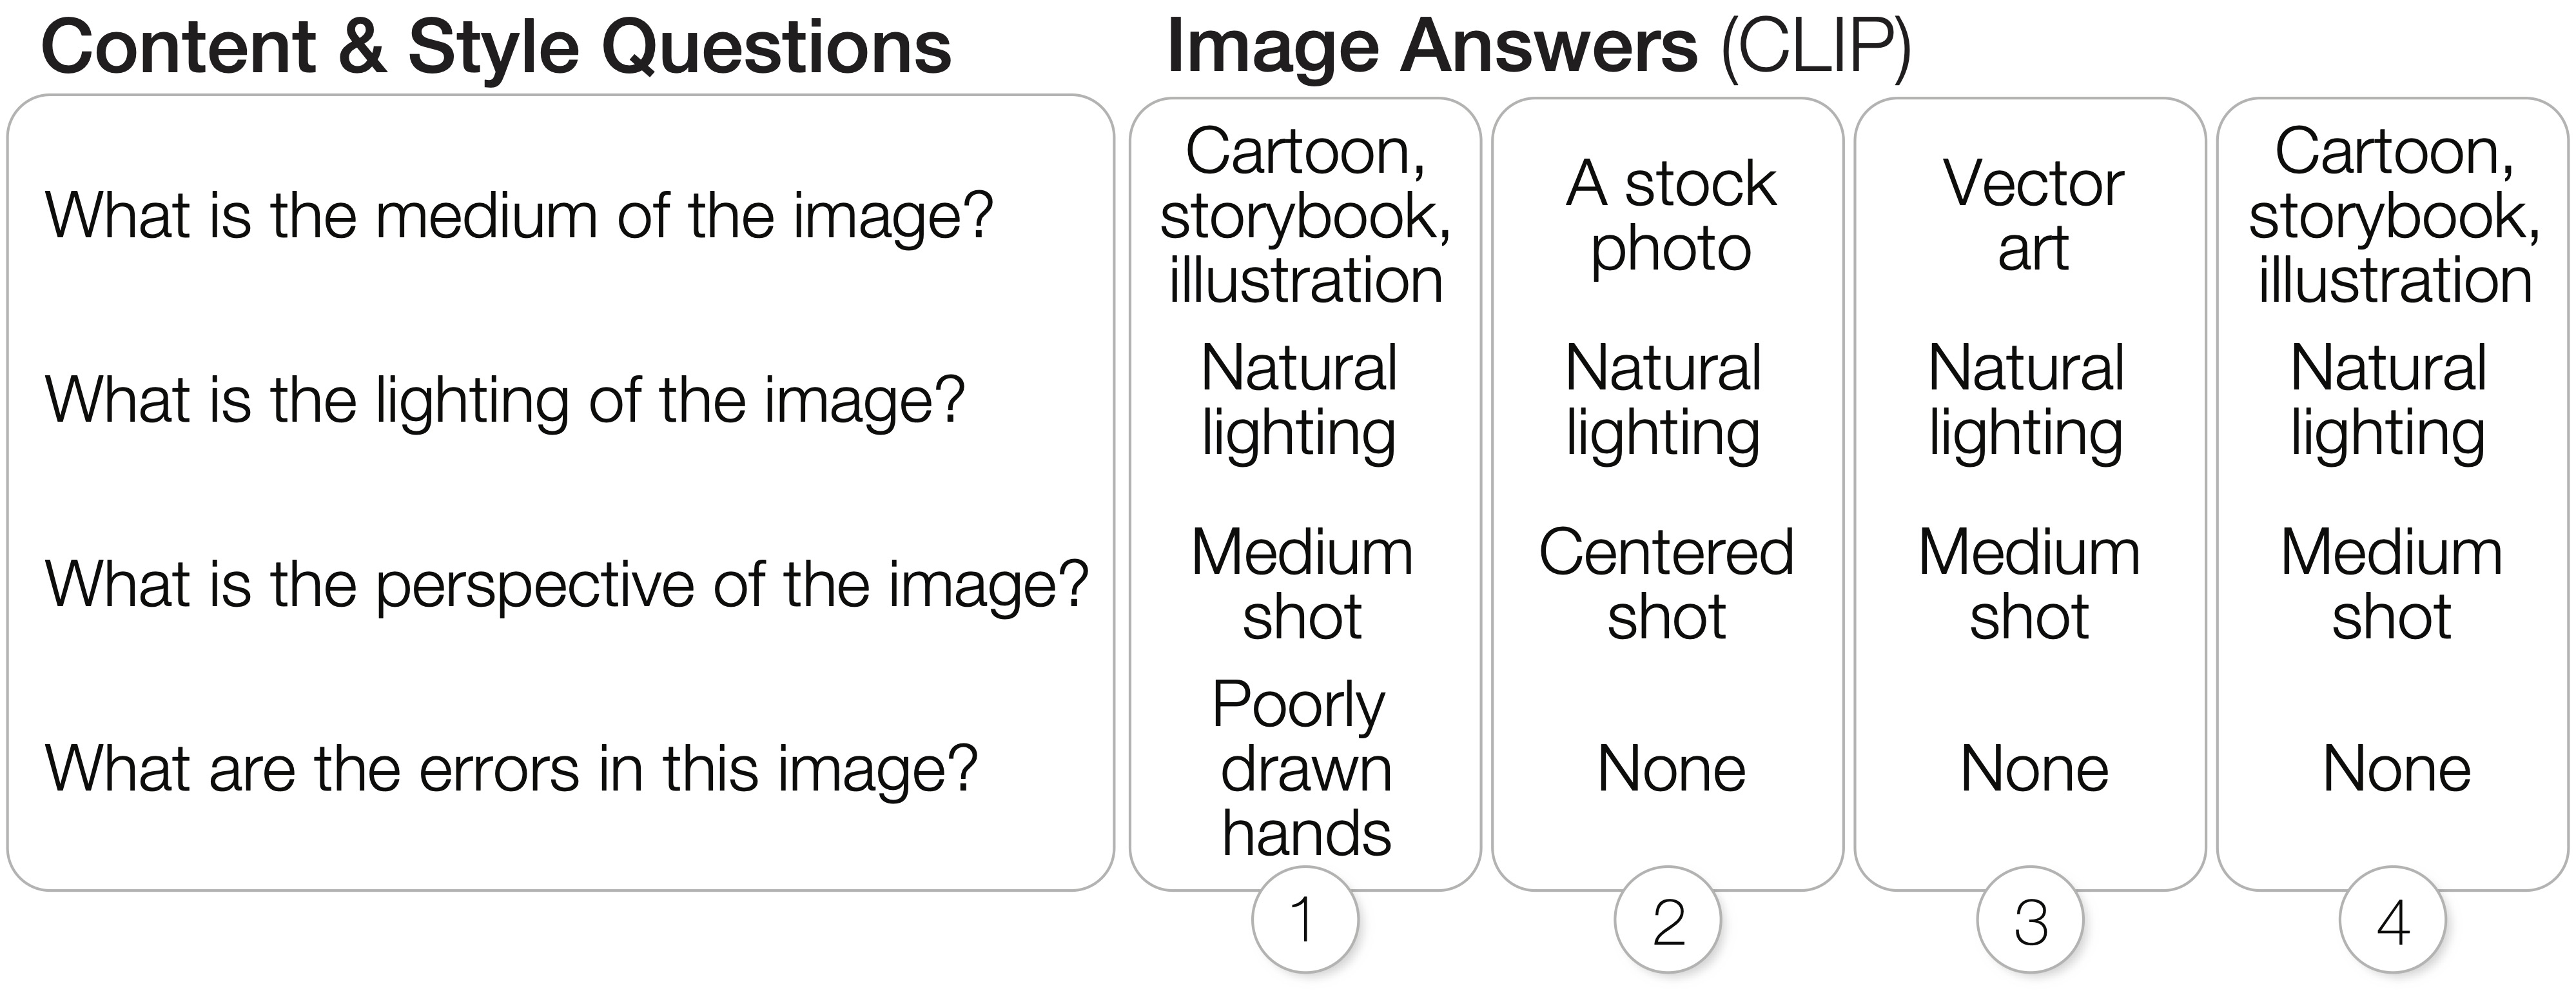 Content & Style Questions
Image Answers (CLIP)
What is the medium of the image?
Cartoon,
storybook,
illustration
A stock
photo
Vector
art
Cartoon,
storybook,
illustration
What is the lighting of the image?
Natural
lighting
Natural
lighting
Natural
lighting
Natural
lighting
What is the perspective of the image?
Medium
shot
Centered
shot
Medium
shot
Medium
shot
What are the errors in this image?
Poorly
drawn
hands
None
None
None
1
2
3
4